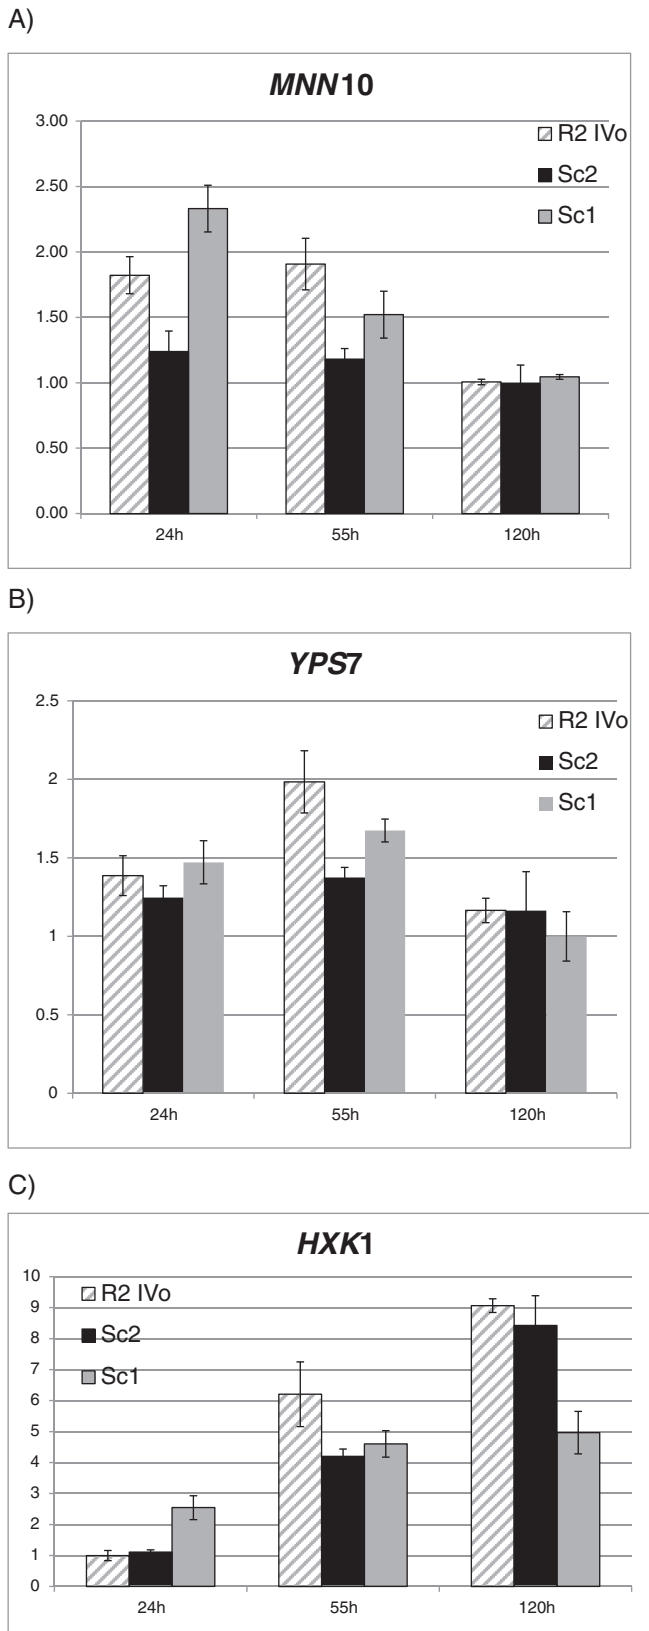 A)
MNN10
3.00
R2 IVo
2.50
Sc2
Sc1
2.00
1.50
1.00
0.50
0.00
24h 55h 120h
B)
YPS7
2.5
R2 IVo
2
Sc2
Sc1
1.5
1
0.5
0
24h 55h 120h
C)
HXK1
10
R2 IVo
9
8
Sc2
7
Sc1
6
5
4
3
2
1
0
24h 55h 120h